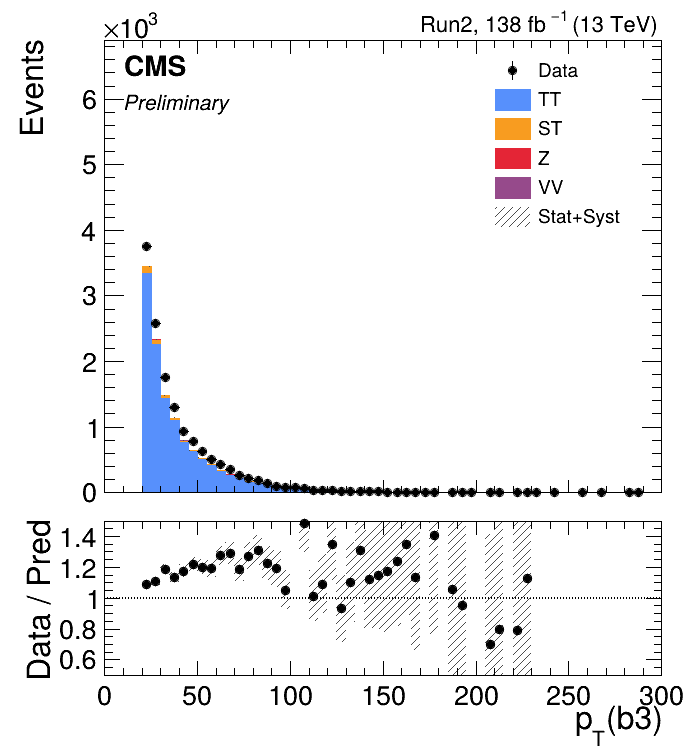 ×10³
Run2, 138 fb⁻¹ (13 TeV)
Events
CMS
Preliminary
Data
TT
ST
Z
VV
Stat+Syst
6
5
4
3
2
1
0
Data / Pred
1.4
1.2
1
0.8
0.6
0 50 100 150 200 250 300
p_T(b3)